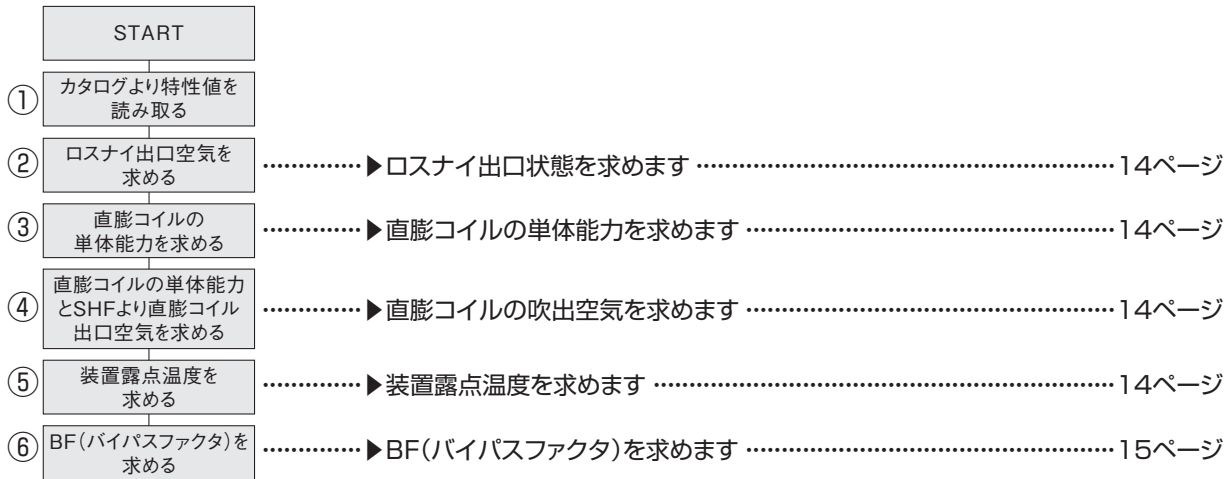 START
① カタログより特性値を
読み取る
② ロスナイ出口空気を
求める
··············▶ロスナイ出口状態を求めます ·································································14ページ
③ 直膨コイルの
単体能力を求める
··············▶直膨コイルの単体能力を求めます ·························································14ページ
④ 直膨コイルの単体能力
とSHFより直膨コイル
出口空気を求める
··············▶直膨コイルの吹出空気を求めます ·························································14ページ
⑤ 装置露点温度を
求める
··············▶装置露点温度を求めます ········································································14ページ
⑥ BF（バイパスファクタ）を
求める
··············▶BF（バイパスファクタ）を求めます ·························································15ページ